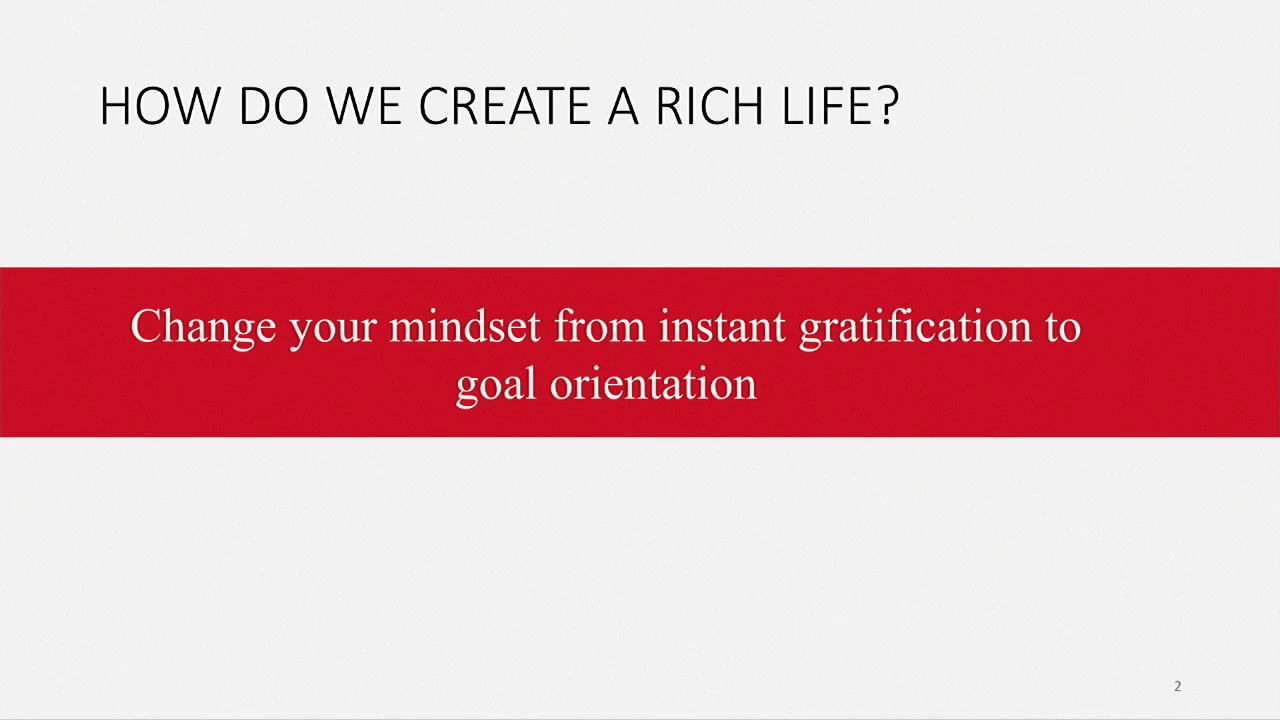 HOW DO WE CREATE A RICH LIFE?
Change your mindset from instant gratification to
goal orientation
2